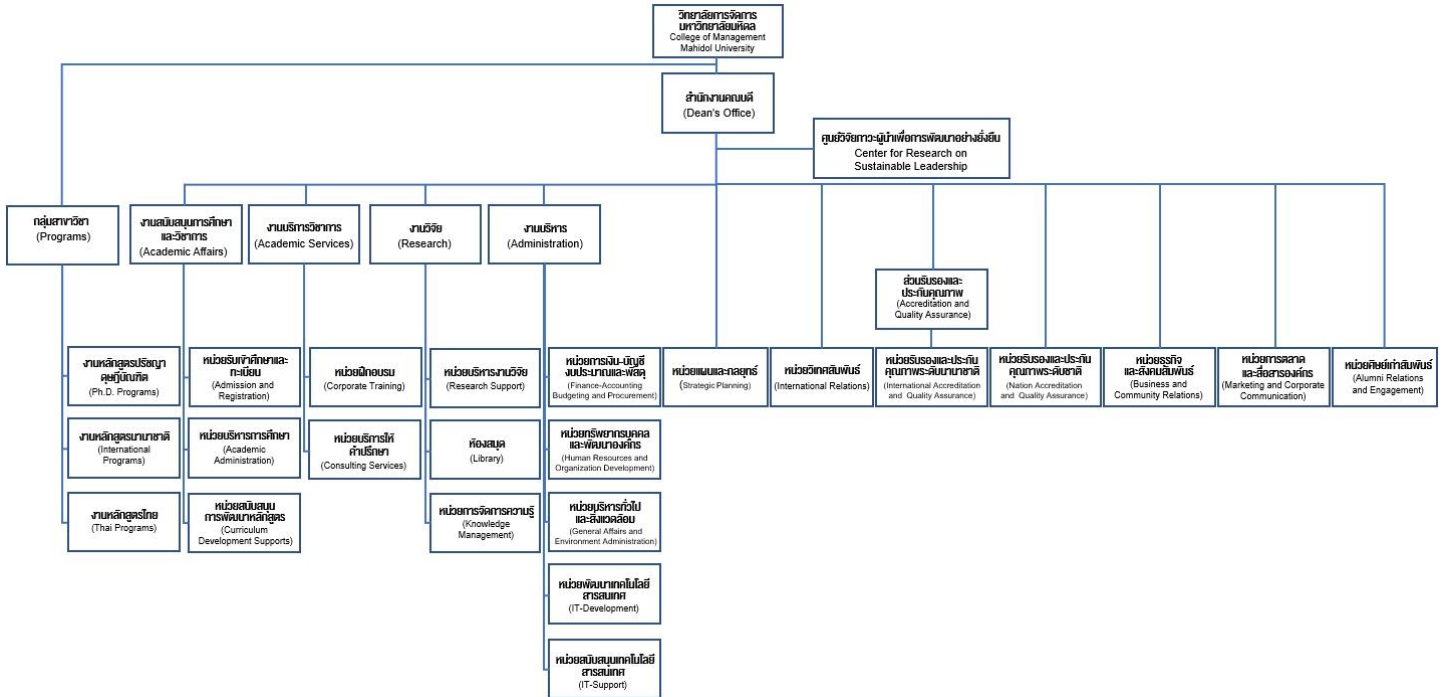 วิทยาลัยการจัดการ
มหาวิทยาลัยมหิดล
College of Management
Mahidol University
สำนักงานคณบดี
(Dean's Office)
ศูนย์วิจัยภาวะผู้นำเพื่อการพัฒนาอย่างยั่งยืน
Center for Research on
Sustainable Leadership
กลุ่มสาขาวิชา
(Programs)
งานสนับสนุนการศึกษา
และวิชาการ
(Academic Affairs)
งานบริการวิชาการ
(Academic Services)
งานวิจัย
(Research)
งานบริหาร
(Administration)
ส่วนรับรองและ
ประกันคุณภาพ
(Accreditation and
Quality Assurance)
งานหลักสูตรปริชญา
ดุษฎีบัณฑิต
(Ph.D. Programs)
หน่วยรับเข้าศึกษาและ
ทะเบียน
(Admission and
Registration)
หน่วยฝึกอบรม
(Corporate Training)
หน่วยบริหารงานวิจัย
(Research Support)
หน่วยการเงิน-บัญชี
งบประมาณและพัสดุ
(Finance-Accounting
Budgeting and Procurement)
หน่วยแผนและกลยุทธ์
(Strategic Planning)
หน่วยวิเทศสัมพันธ์
(International Relations)
หน่วยรับรองและประกัน
คุณภาพระดับนานาชาติ
(International Accreditation
and Quality Assurance)
หน่วยรับรองและประกัน
คุณภาพระดับชาติ
(Nation Accreditation
and Quality Assurance)
หน่วยธุรกิจ
และสังคมสัมพันธ์
(Business and
Community Relations)
หน่วยการตลาด
และสื่อสารองค์กร
(Marketing and Corporate
Communication)
หน่วยศิษย์เก่าสัมพันธ์
(Alumni Relations
and Engagement)
งานหลักสูตรนานาชาติ
(International
Programs)
หน่วยบริหารการศึกษา
(Academic
Administration)
หน่วยบริการให้
คำปรึกษา
(Consulting Services)
ห้องสมุด
(Library)
หน่วยทรัพยากรบุคคล
และพัฒนาองค์กร
(Human Resources and
Organization Development)
งานหลักสูตรไทย
(Thai Programs)
หน่วยสนับสนุน
การพัฒนาหลักสูตร
(Curriculum
Development Supports)
หน่วยการจัดการความรู้
(Knowledge
Management)
หน่วยบริหารทั่วไป
และสิ่งแวดล้อม
(General Affairs and
Environment Administration)
หน่วยพัฒนาเทคโนโลยี
สารสนเทศ
(IT-Development)
หน่วยสนับสนุนเทคโนโลยี
สารสนเทศ
(IT-Support)